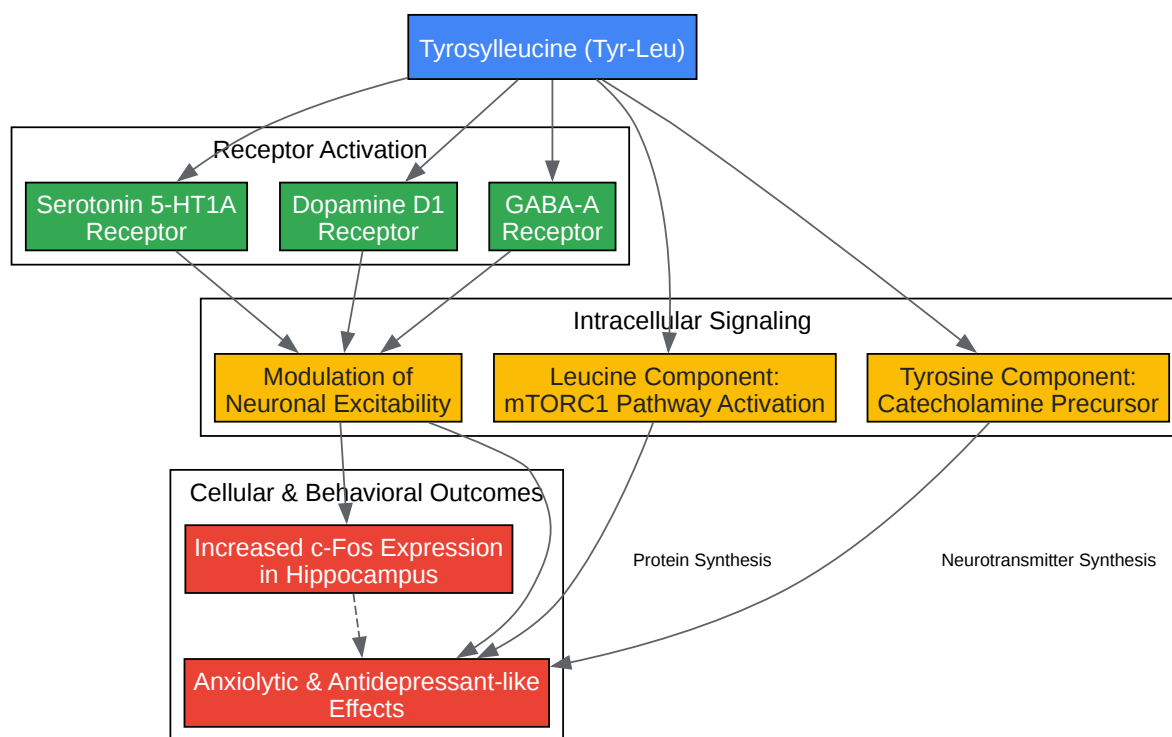 Tyrosylleucine (Tyr-Leu)
Receptor Activation
Serotonin 5-HT1A
Receptor
Dopamine D1
Receptor
GABA-A
Receptor
Intracellular Signaling
Modulation of
Neuronal Excitability
Leucine Component:
mTORC1 Pathway Activation
Tyrosine Component:
Catecholamine Precursor
Cellular & Behavioral Outcomes
Increased c-Fos Expression
in Hippocampus
Protein Synthesis
Neurotransmitter Synthesis
Anxiolytic & Antidepressant-like
Effects